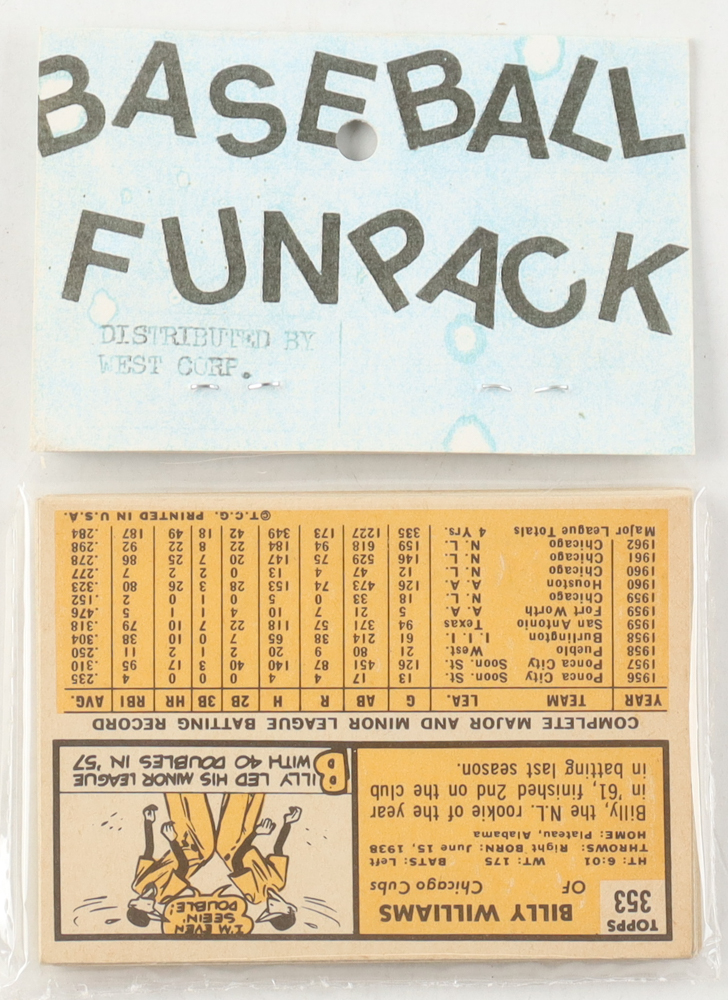 BASEBALL
FUNPACK
DISTRIBUTED BY
WEST CORP.
TOPPS
353
BILLY WILLIAMS
OF Chicago Cubs
HT: 6:01 WT: 175 BATS: Left
THROWS: Right BORN: June 15, 1938
HOME: Plateau, Alabama
Billy, the N.L. rookie of the year
in '61, finished 2nd on the club
in batting last season.
I'M EVEN
SEEIN'
DOUBLE!
BILLY LED HIS MINOR LEAGUE
WITH 40 DOUBLES IN '57
COMPLETE MAJOR AND MINOR LEAGUE BATTING RECORD
YEAR TEAM LEA. G AB R H 2B 3B HR RBI AVG.
1956 Ponca City Soon. St. 13 17 4 4 0 0 0 4 .235
1957 Ponca City Soon. St. 126 451 87 140 40 3 17 95 .310
1958 Pueblo West. 21 80 9 20 2 1 2 11 .250
1958 Burlington I. I. I. 61 214 38 65 7 0 10 38 .304
1959 San Antonio Texas 94 371 57 118 22 7 10 79 .318
1959 Fort Worth A. A. 5 21 7 10 4 1 1 5 .476
1959 Chicago N. L. 18 33 0 5 0 1 0 2 .152
1960 Houston A. A. 126 473 74 153 28 3 26 80 .323
1960 Chicago N. L. 12 47 4 13 0 2 2 7 .277
1961 Chicago N. L. 146 529 75 147 20 7 25 86 .278
1962 Chicago N. L. 159 618 94 184 22 8 22 92 .298
Major League Totals 4 Yrs. 335 1227 173 349 42 18 49 187 .284
©T.C.G. PRINTED IN U.S.A.